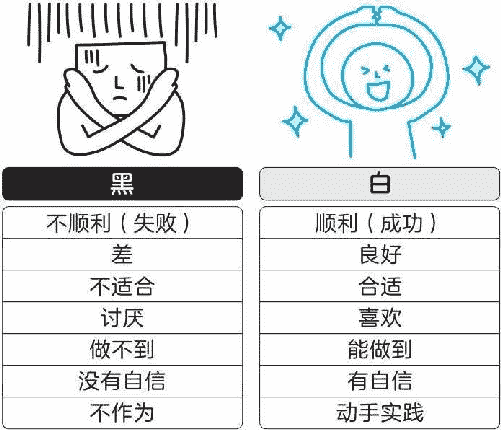 黑 白
不顺利（失败） 顺利（成功）
差 良好
不适合 合适
讨厌 喜欢
做不到 能做到
没有自信 有自信
不作为 动手实践